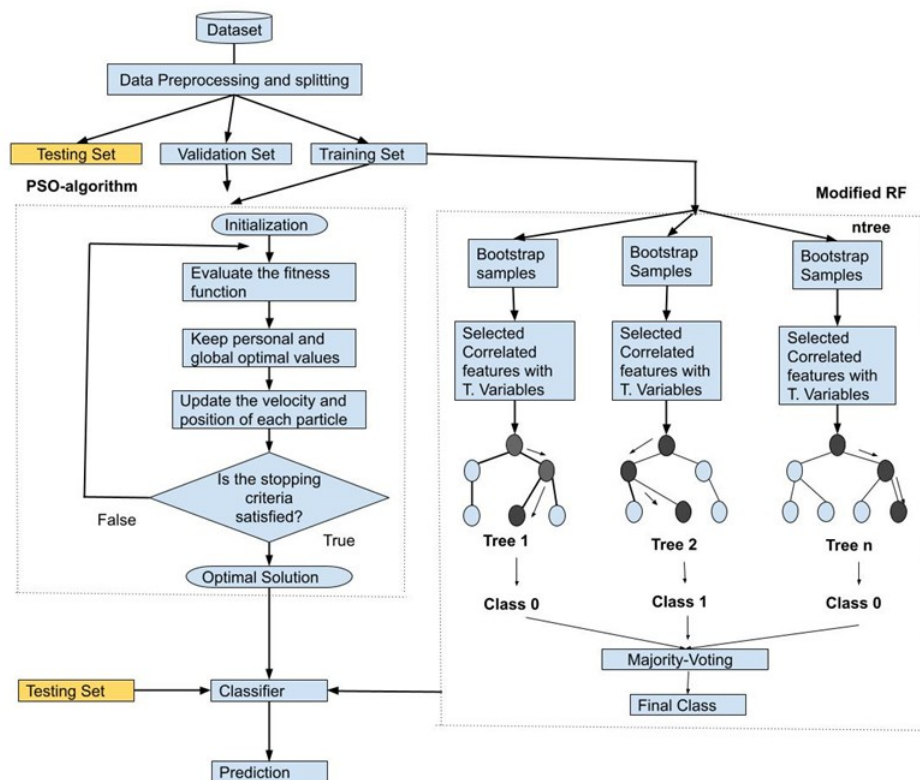 Dataset
Data Preprocessing and splitting
Testing Set
Validation Set
Training Set
PSO-algorithm
Initialization
Evaluate the fitness
function
Keep personal and
global optimal values
Update the velocity and
position of each particle
Is the stopping
criteria
satisfied?
False
True
Optimal Solution
Modified RF
ntree
Bootstrap
samples
Bootstrap
Samples
Bootstrap
Samples
Selected
Correlated
features with
T. Variables
Selected
Correlated
features with
T. Variables
Selected
Correlated
features with
T. Variables
Tree 1
Tree 2
Tree n
Class 0
Class 1
Class 0
Majority-Voting
Final Class
Testing Set
Classifier
Prediction